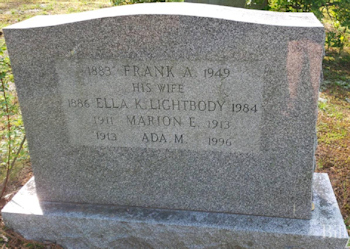 1883 FRANK A. 1949
HIS WIFE
1886 ELLA K. LIGHTBODY 1984
1911 MARION E. 1913
1913 ADA M. 1996